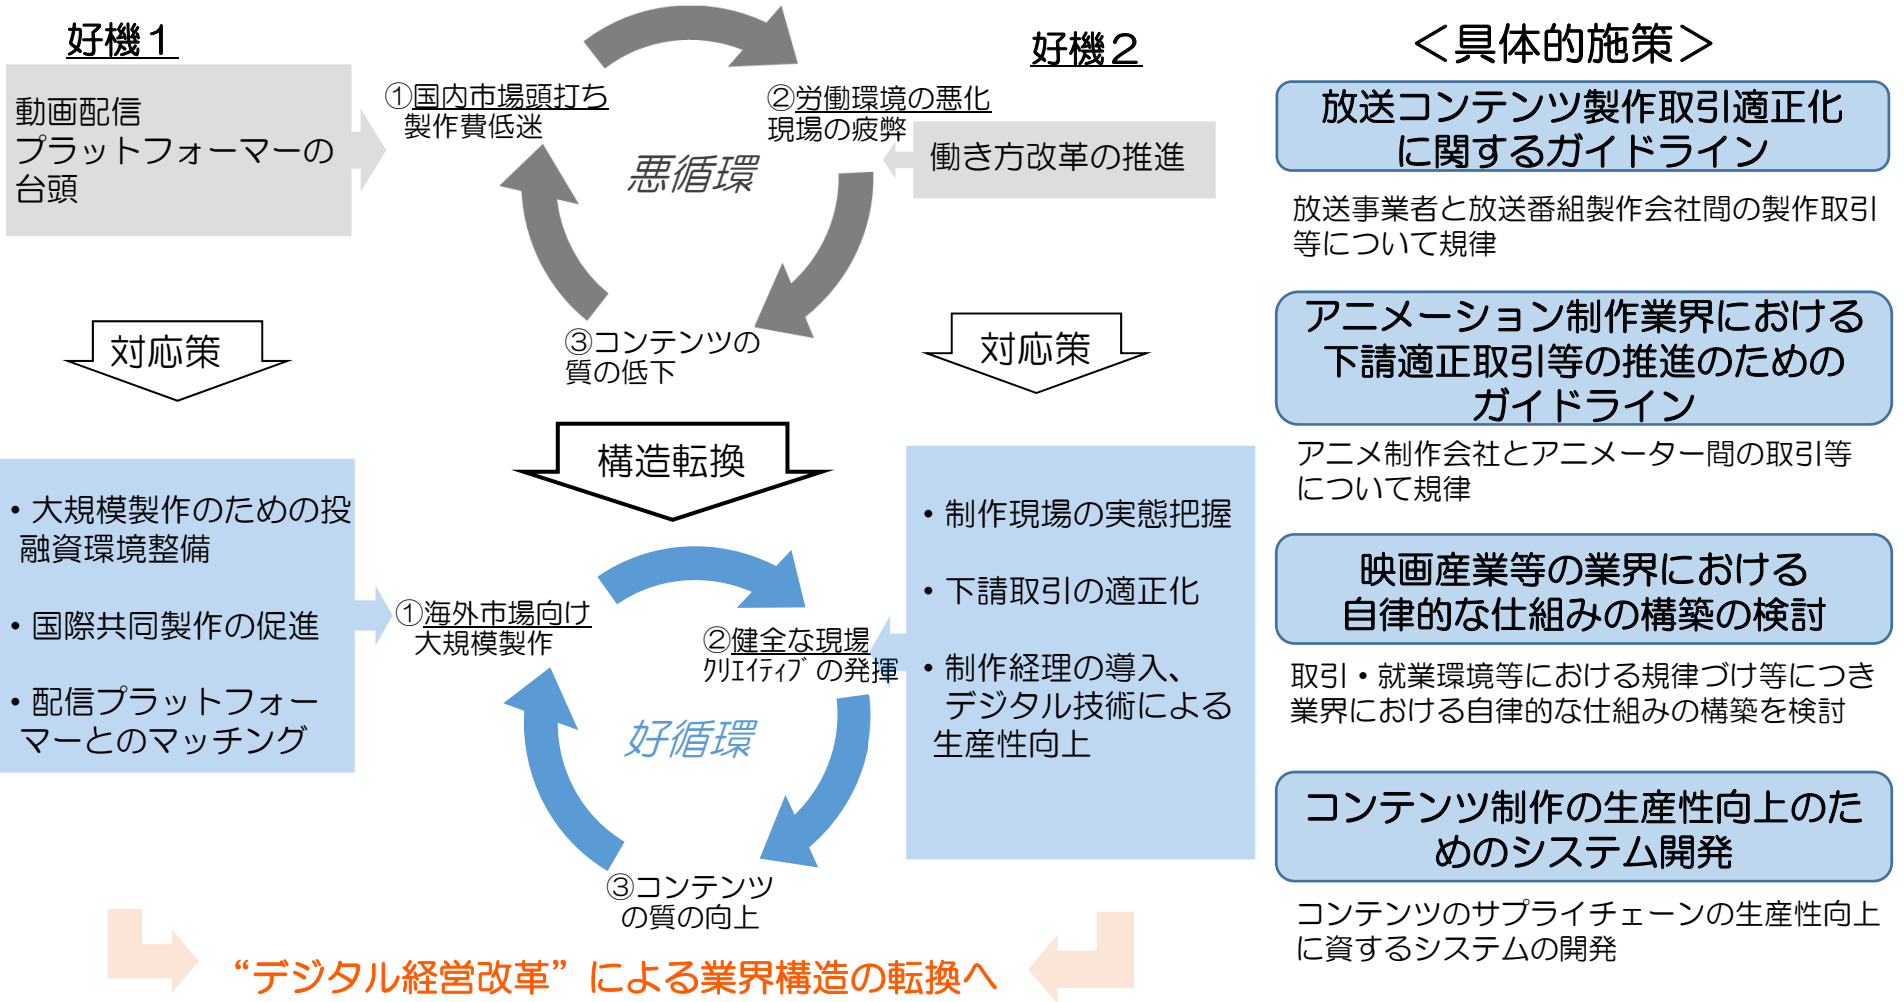 好機1
動画配信
プラットフォーマーの
台頭
①国内市場頭打ち
製作費低迷
②労働環境の悪化
現場の疲弊
③コンテンツの
質の低下
悪循環
好機2
働き方改革の推進
対応策
対応策
構造転換
・大規模製作のための投
融資環境整備
・国際共同製作の促進
・配信プラットフォー
マーとのマッチング
①海外市場向け
大規模製作
②健全な現場
クリエイティブの発揮
③コンテンツ
の質の向上
好循環
・制作現場の実態把握
・下請取引の適正化
・制作経理の導入、
デジタル技術による
生産性向上
“デジタル経営改革”による業界構造の転換へ
＜具体的施策＞
放送コンテンツ製作取引適正化
に関するガイドライン
放送事業者と放送番組製作会社間の製作取引
等について規律
アニメーション制作業界における
下請適正取引等の推進のための
ガイドライン
アニメ制作会社とアニメーター間の取引等
について規律
映画産業等の業界における
自律的な仕組みの構築の検討
取引・就業環境等における規律づけ等につき
業界における自律的な仕組みの構築を検討
コンテンツ制作の生産性向上のた
めのシステム開発
コンテンツのサプライチェーンの生産性向上
に資するシステムの開発